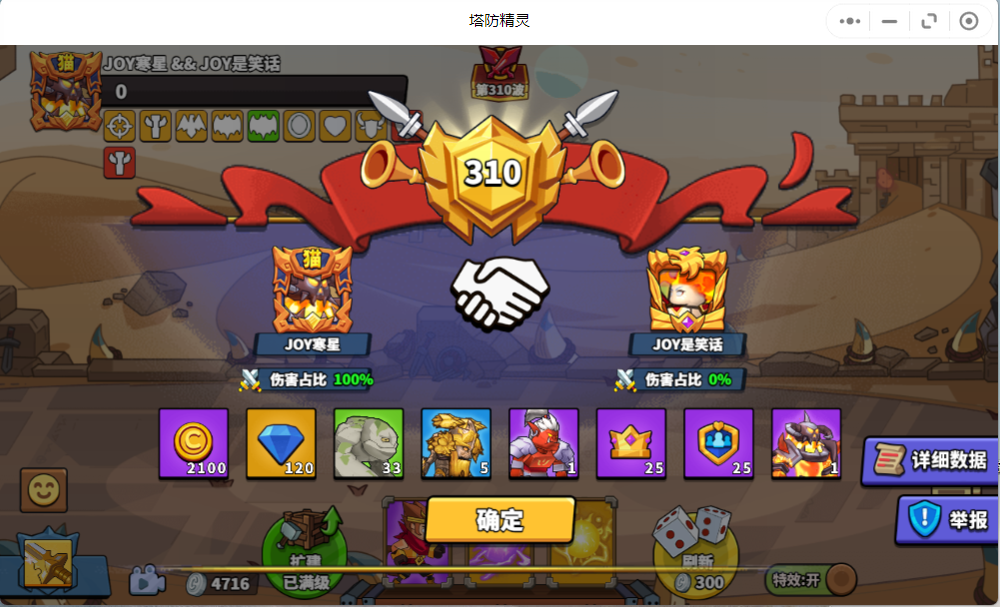 塔防精灵
猫
JOY寒星 && JOY是笑话
0
第310波
310
猫
JOY寒星
JOY是笑话
伤害占比 100%
伤害占比 0%
2100
120
33
5
1
25
25
1
详细数据
确定
举报
扩建
已满级
刷新
4716
300
特效:开